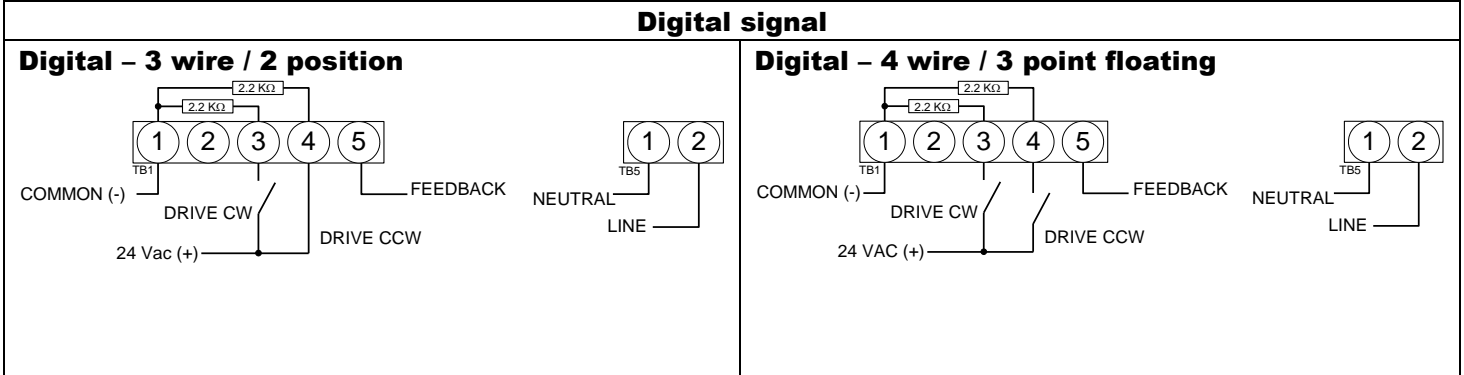 Digital signal
Digital – 3 wire / 2 position
2.2 KΩ
2.2 KΩ
1 2 3 4 5
TB1
COMMON (-)
DRIVE CW
24 Vac (+)
DRIVE CCW
FEEDBACK
1 2
TB5
NEUTRAL
LINE
Digital – 4 wire / 3 point floating
2.2 KΩ
2.2 KΩ
1 2 3 4 5
TB1
COMMON (-)
DRIVE CW
24 VAC (+)
DRIVE CCW
FEEDBACK
1 2
TB5
NEUTRAL
LINE